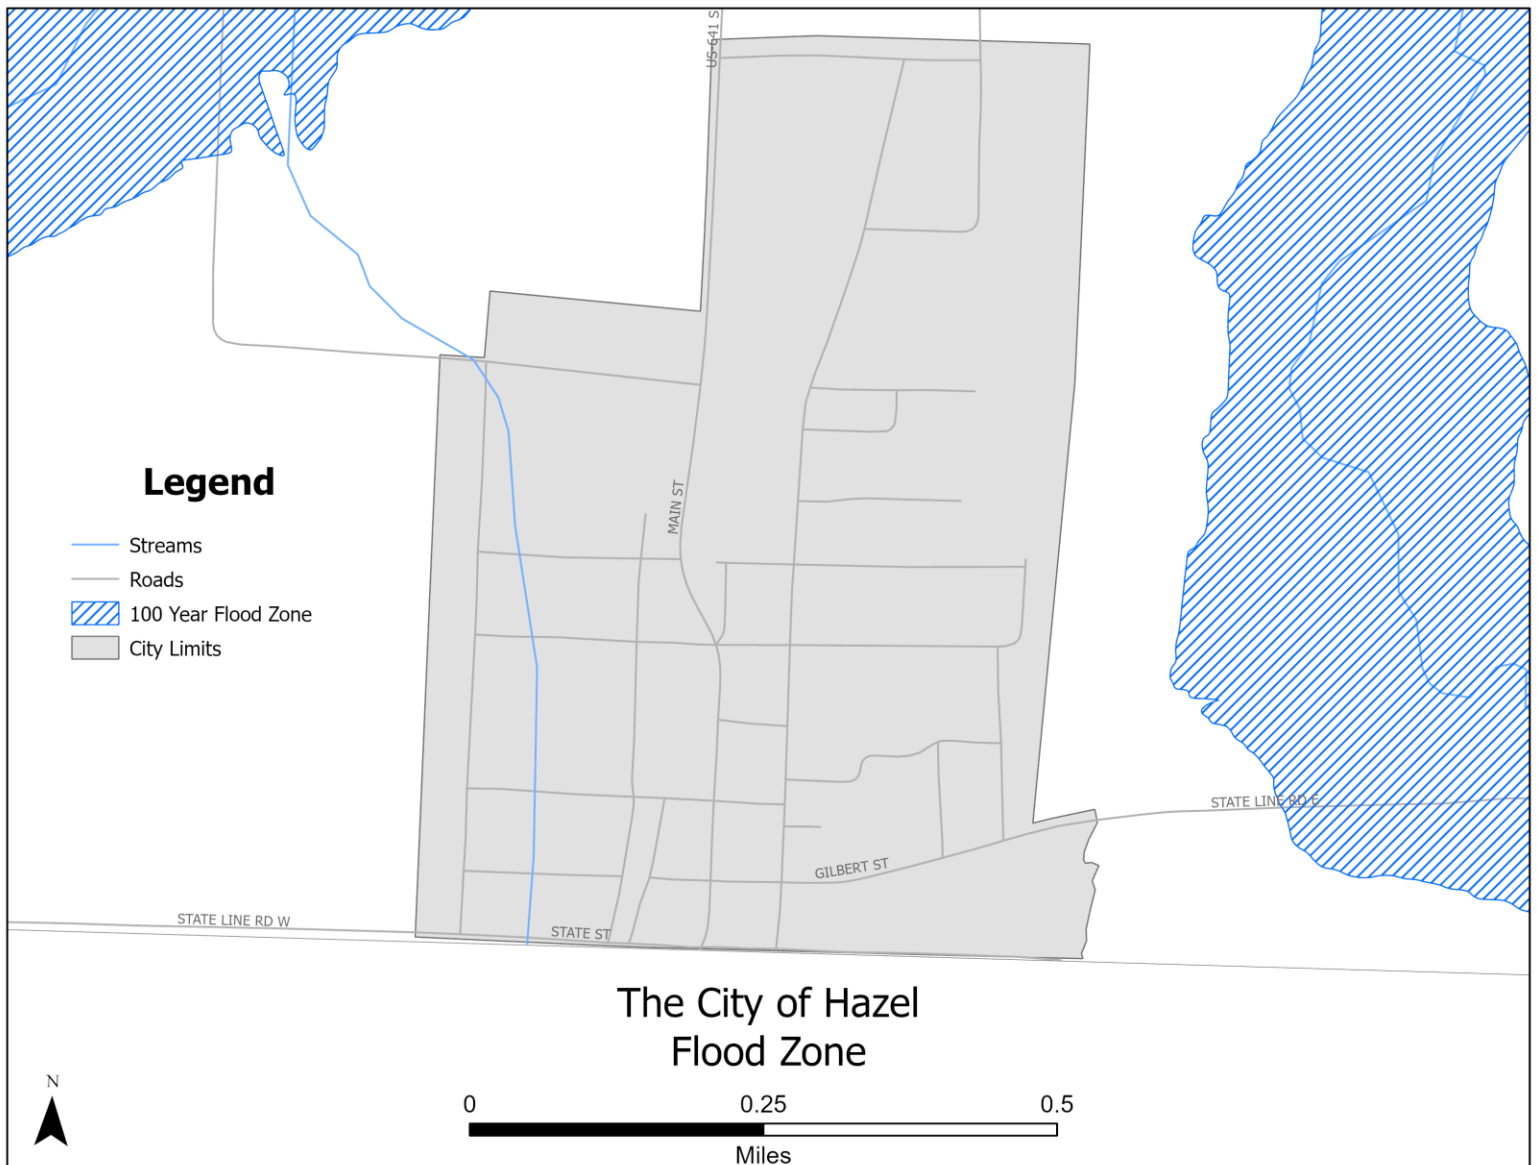 US 641 S
Legend
Streams
Roads
100 Year Flood Zone
City Limits
MAIN ST
STATE LINE RD E
GILBERT ST
STATE LINE RD W
STATE ST
The City of Hazel
Flood Zone
N
0 0.25 0.5
Miles